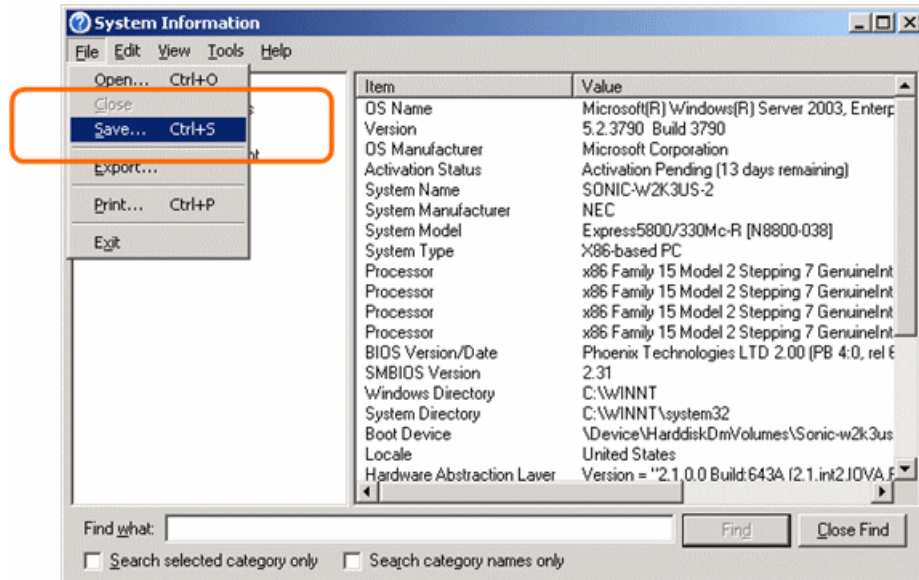 System Information
File Edit View Tools Help
Open... Ctrl+O
Close
Save... Ctrl+S
Export...
Print... Ctrl+P
Exit
Item Value
OS Name Microsoft(R) Windows(R) Server 2003, Enterp
Version 5.2.3790 Build 3790
OS Manufacturer Microsoft Corporation
Activation Status Activation Pending (13 days remaining)
System Name SONIC-W2K3US-2
System Manufacturer NEC
System Model Express5800/330Mc-R [N8800-038]
System Type X86-based PC
Processor x86 Family 15 Model 2 Stepping 7 GenuineInt
Processor x86 Family 15 Model 2 Stepping 7 GenuineInt
Processor x86 Family 15 Model 2 Stepping 7 GenuineInt
Processor x86 Family 15 Model 2 Stepping 7 GenuineInt
BIOS Version/Date Phoenix Technologies LTD 2.00 (PB 4:0, rel 6
SMBIOS Version 2.31
Windows Directory C:\WINNT
System Directory C:\WINNT\system32
Boot Device \Device\HarddiskDmVolumes\Sonic-w2k3us
Locale United States
Hardware Abstraction Layer Version = "2.1.0.0 Build:643A (2.1.int2.IOVA.F
Find what: Find Close Find
Search selected category only Search category names only